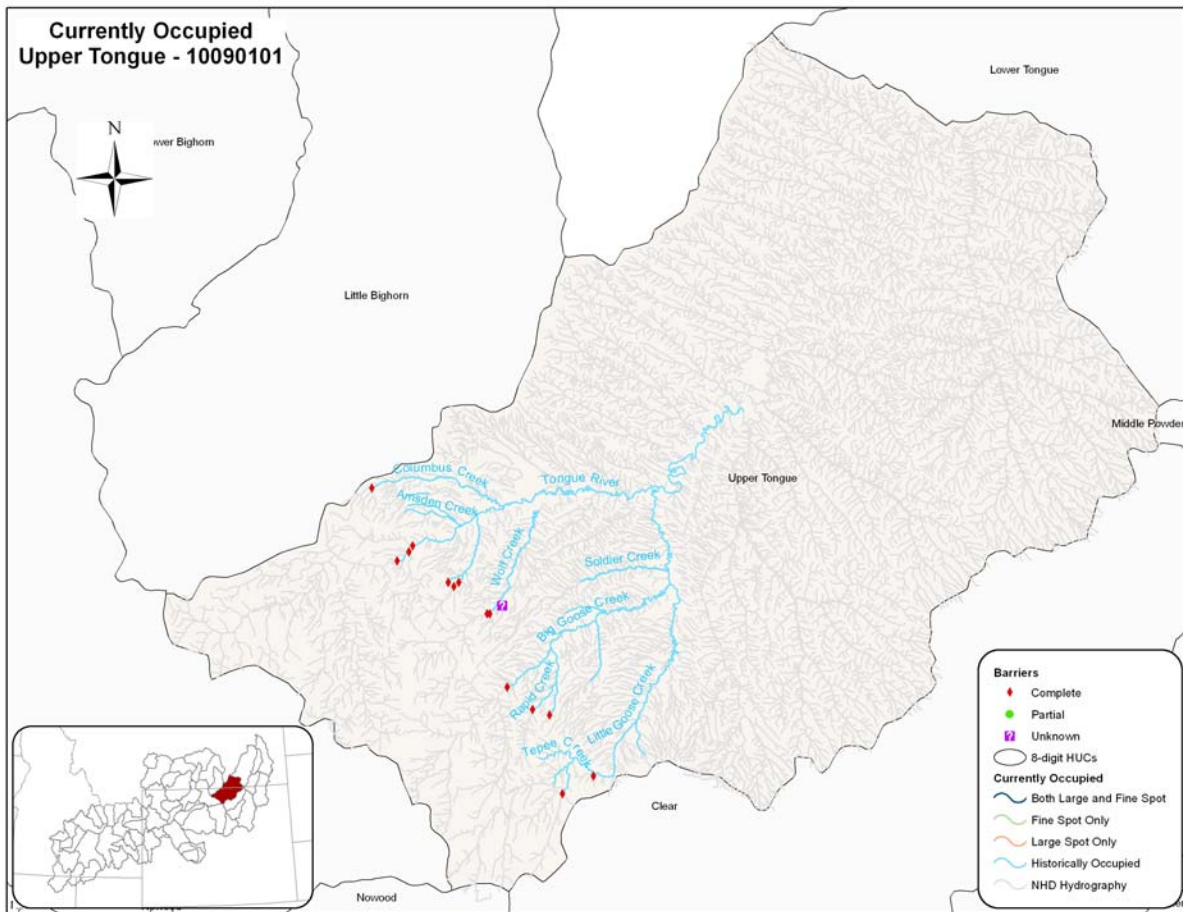 Currently Occupied
Upper Tongue - 10090101
N
Lower Tongue
ower Bighorn
Little Bighorn
Middle Powder
Columbus Creek
Tongue River
Upper Tongue
Amsden Creek
Wolf Creek
Soldier Creek
Big Goose Creek
Rapid Creek
Little Goose Creek
Tepee Creek
Clear
Nowood
Barriers
Complete
Partial
? Unknown
8-digit HUCs
Currently Occupied
Both Large and Fine Spot
Fine Spot Only
Large Spot Only
Historically Occupied
NHD Hydrography
?